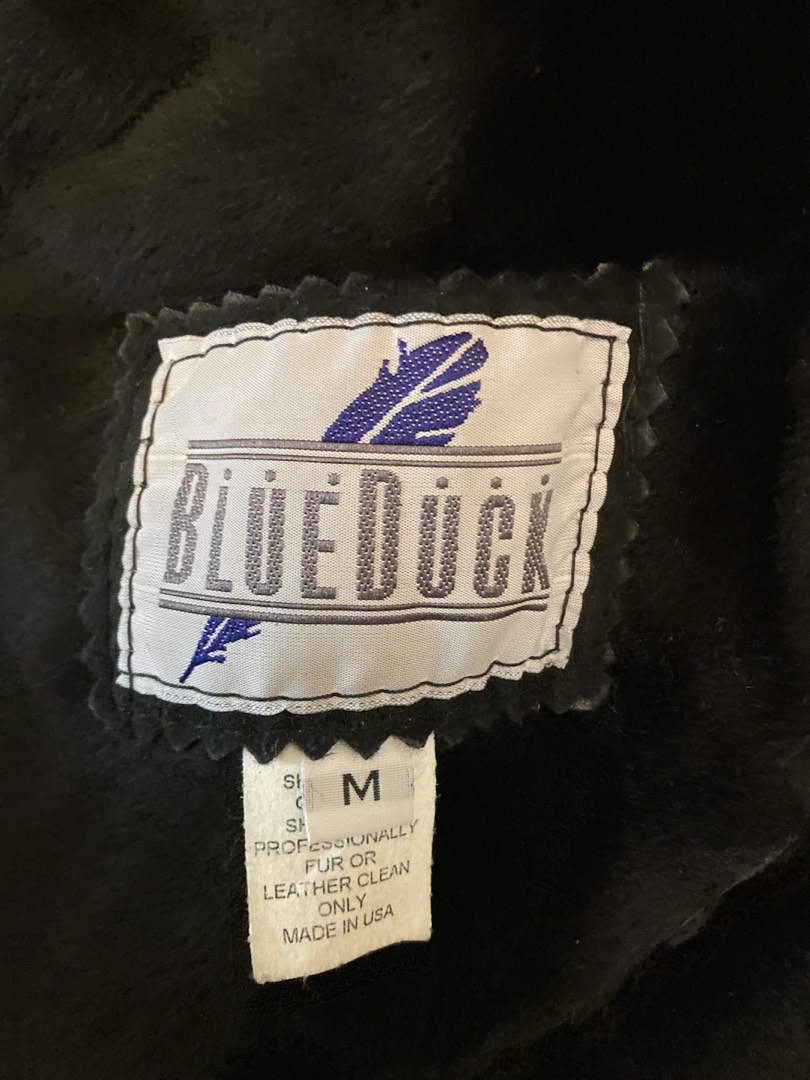 BLUEDUCK
M
PROFESSIONALLY
FUR OR
LEATHER CLEAN
ONLY
MADE IN USA